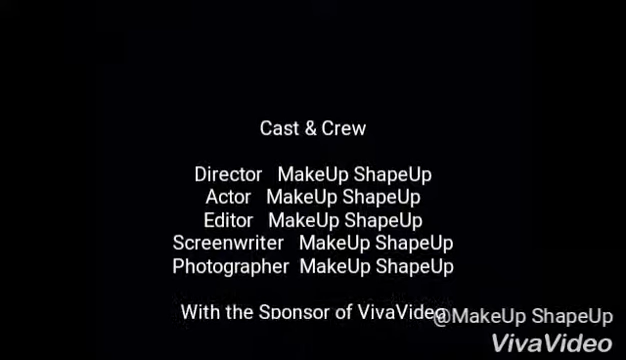 Cast & Crew
Director MakeUp ShapeUp
Actor MakeUp ShapeUp
Editor MakeUp ShapeUp
Screenwriter MakeUp ShapeUp
Photographer MakeUp ShapeUp
With the Sponsor of VivaVideo
@MakeUp ShapeUp
VivaVideo